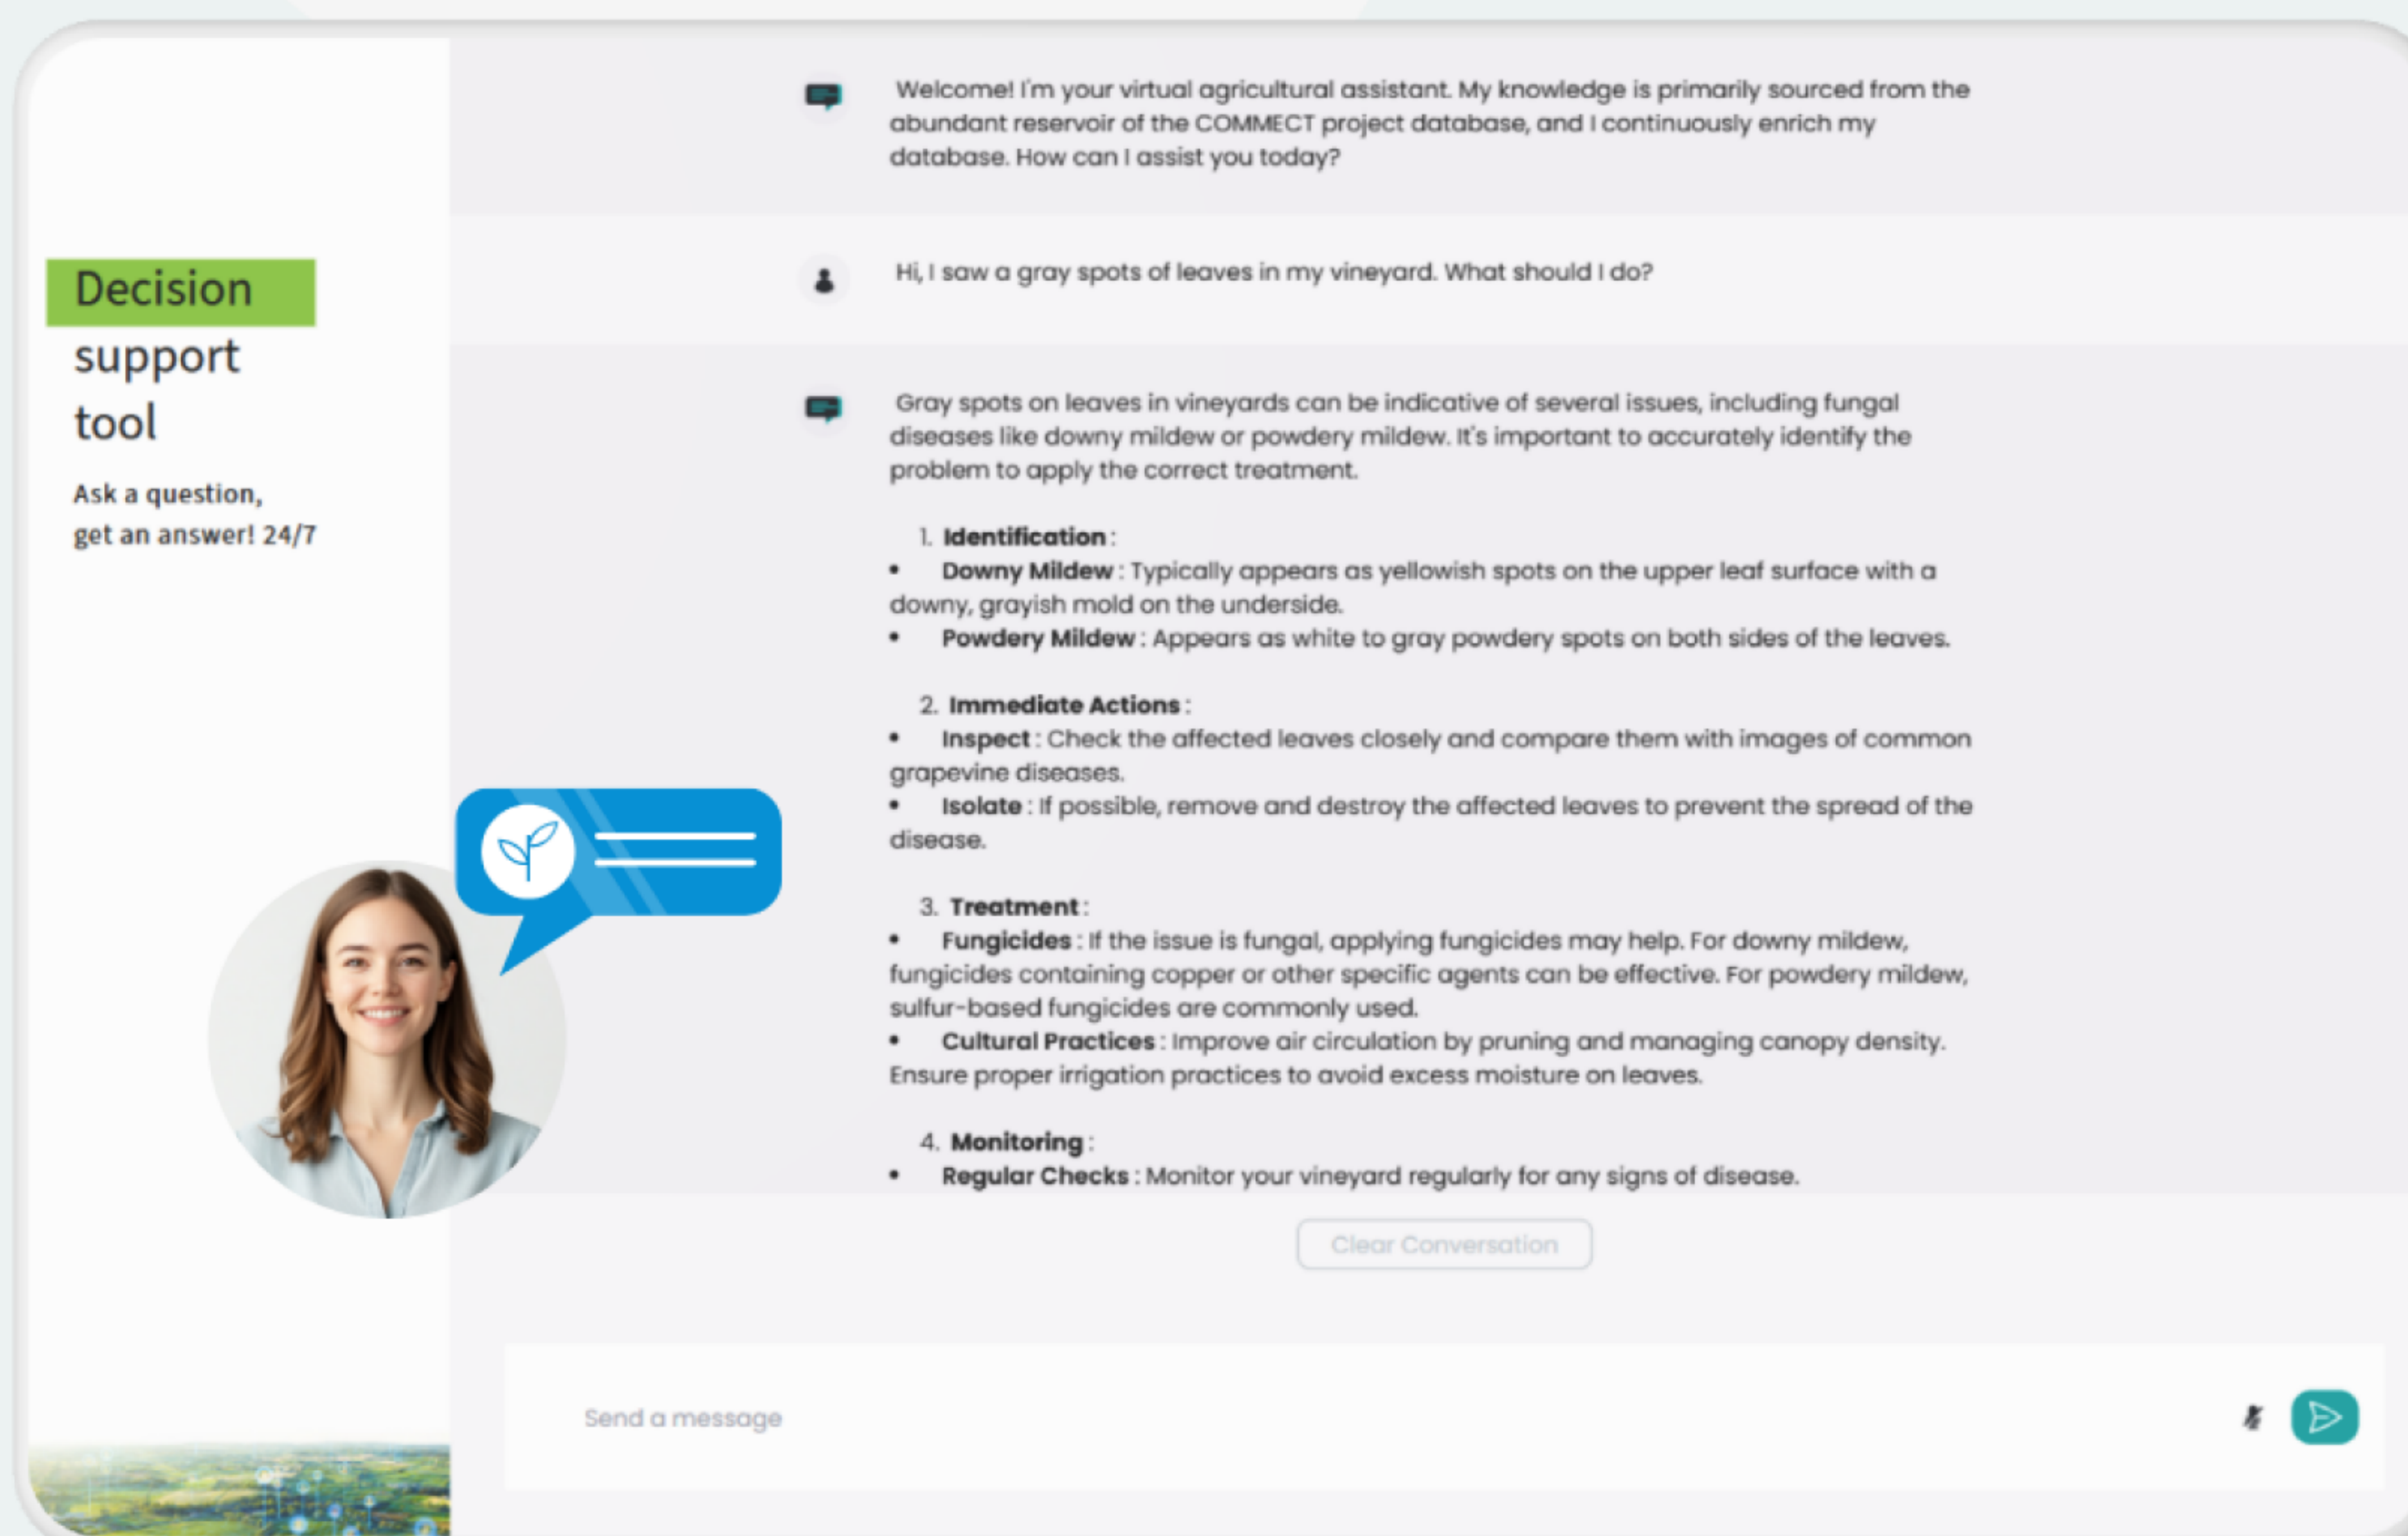 Decision
support
tool
Ask a question,
get an answer! 24/7
Welcome! I'm your virtual agricultural assistant. My knowledge is primarily sourced from the
abundant reservoir of the COMMECT project database, and I continuously enrich my
database. How can I assist you today?
Hi, I saw a gray spots of leaves in my vineyard. What should I do?
Gray spots on leaves in vineyards can be indicative of several issues, including fungal
diseases like downy mildew or powdery mildew. It's important to accurately identify the
problem to apply the correct treatment.
1. Identification:
• Downy Mildew: Typically appears as yellowish spots on the upper leaf surface with a
downy, grayish mold on the underside.
• Powdery Mildew: Appears as white to gray powdery spots on both sides of the leaves.
2. Immediate Actions:
• Inspect: Check the affected leaves closely and compare them with images of common
grapevine diseases.
• Isolate: If possible, remove and destroy the affected leaves to prevent the spread of the
disease.
3. Treatment:
• Fungicides: If the issue is fungal, applying fungicides may help. For downy mildew,
fungicides containing copper or other specific agents can be effective. For powdery mildew,
sulfur-based fungicides are commonly used.
• Cultural Practices: Improve air circulation by pruning and managing canopy density.
Ensure proper irrigation practices to avoid excess moisture on leaves.
4. Monitoring:
• Regular Checks: Monitor your vineyard regularly for any signs of disease.
Clear Conversation
Send a message